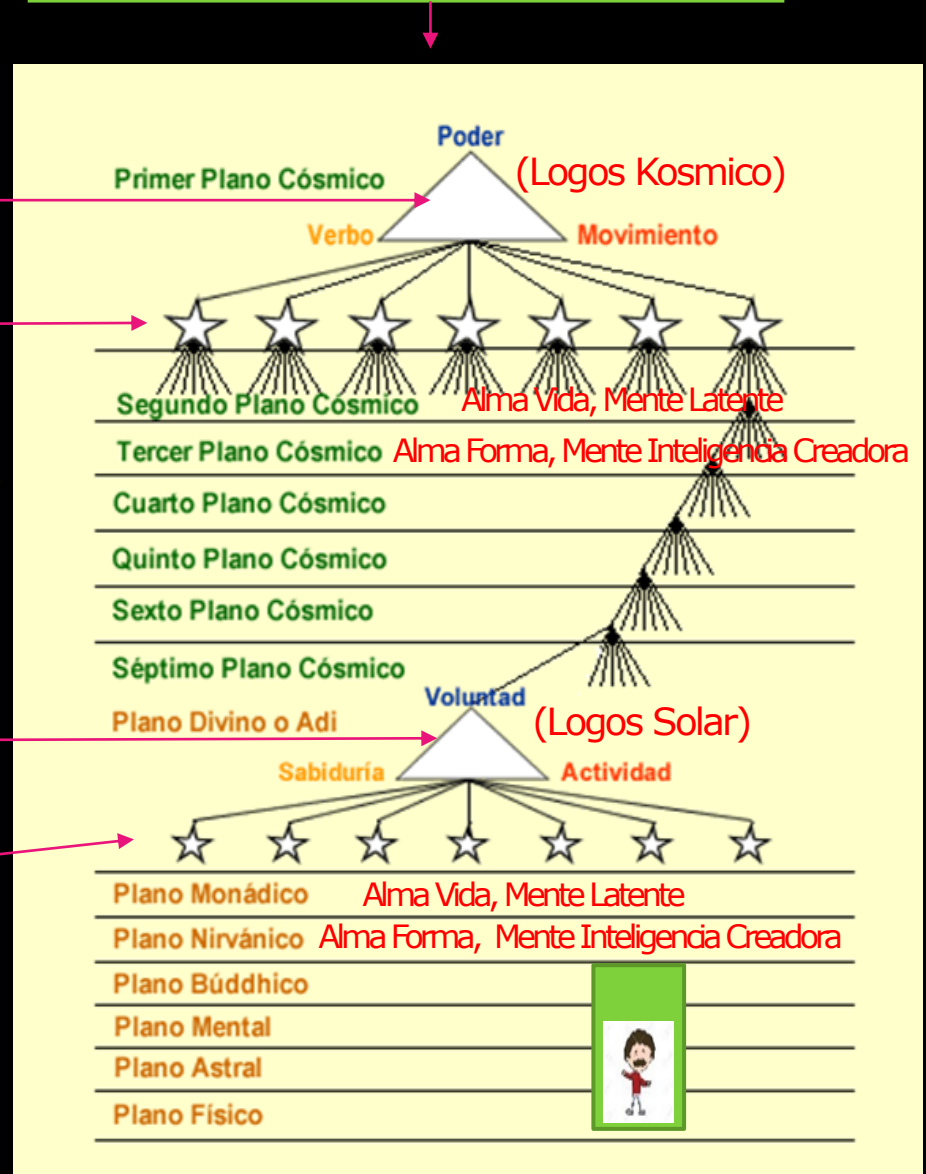 Poder
Primer Plano Cósmico (Logos Kosmico)
Verbo Movimiento
Segundo Plano Cósmico Alma Vida, Mente Latente
Tercer Plano Cósmico Alma Forma, Mente Inteligencia Creadora
Cuarto Plano Cósmico
Quinto Plano Cósmico
Sexto Plano Cósmico
Séptimo Plano Cósmico
Voluntad
Plano Divino o Adi (Logos Solar)
Sabiduría Actividad
Plano Monádico Alma Vida, Mente Latente
Plano Nirvánico Alma Forma, Mente Inteligencia Creadora
Plano Búddhico
Plano Mental
Plano Astral
Plano Físico